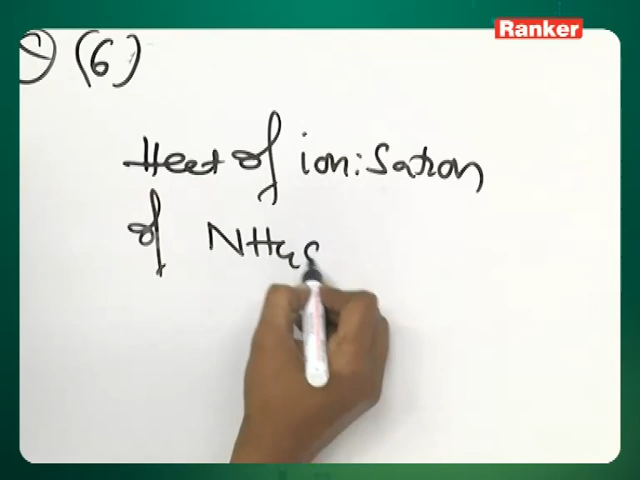 Ranker
(6)
Heat of ionisation
of NH4